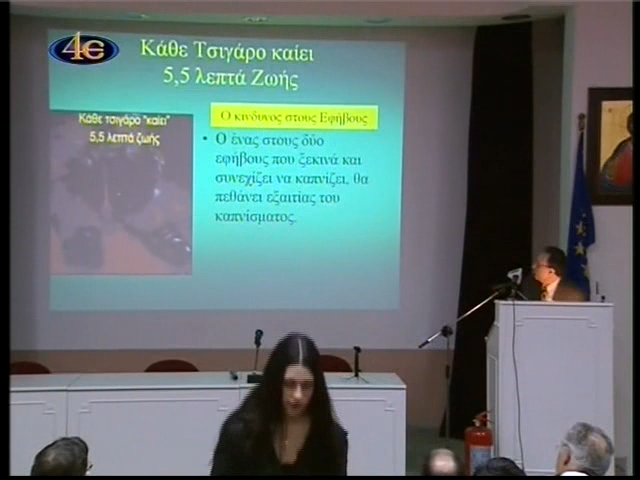 4Ε
Κάθε Τσιγάρο καίει
5,5 λεπτά Ζωής
Κάθε τσιγάρο "καίει"
5,5 λεπτά ζωής
Ο κίνδυνος στους Εφήβους
• Ο ένας στους δύο
εφήβους που ξεκινά και
συνεχίζει να καπνίζει, θα
πεθάνει εξαιτίας του
καπνίσματος.